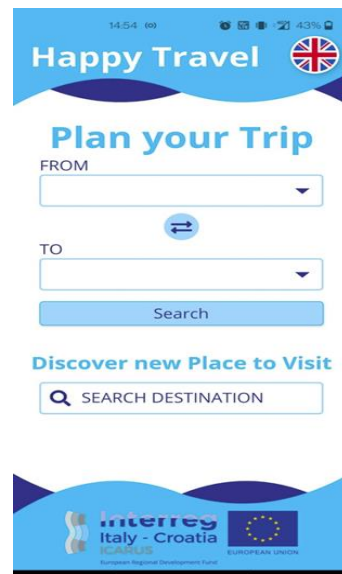 14:54
43%
Happy Travel
Plan your Trip
FROM
TO
Search
Discover new Place to Visit
SEARCH DESTINATION
Interreg
Italy - Croatia
ICARUS
European Regional Development Fund
EUROPEAN UNION